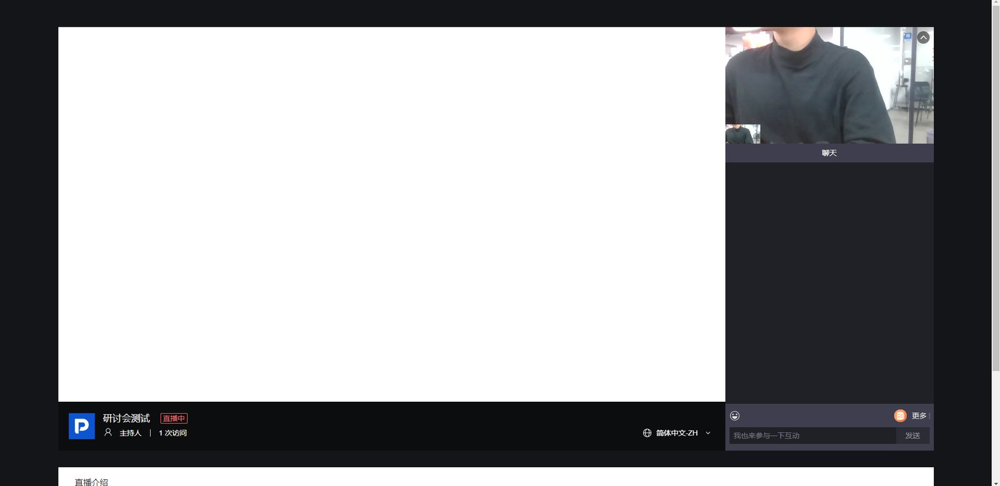 聊天
研讨会测试 直播中
主持人 | 1 次访问
简体中文-ZH
更多
我也来参与一下互动 发送
直播介绍